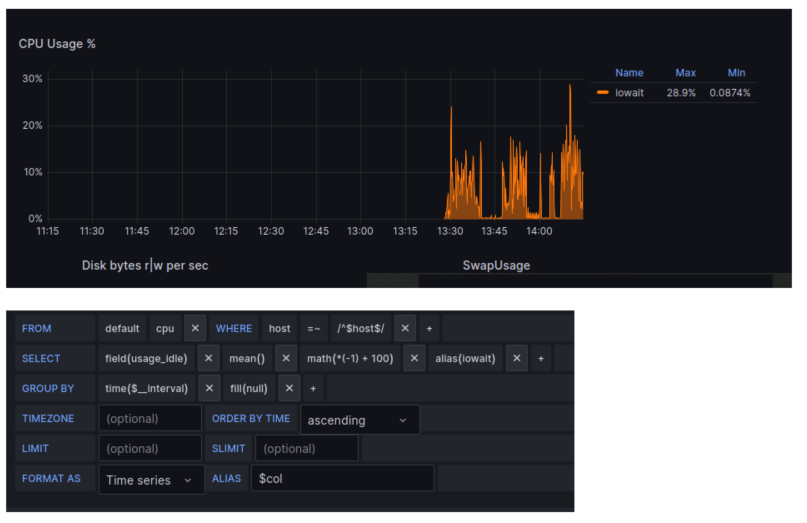 CPU Usage %
Name Max Min
30%
iowait 28.9% 0.0874%
20%
10%
0%
11:15 11:30 11:45 12:00 12:15 12:30 12:45 13:00 13:15 13:30 13:45 14:00
Disk bytes r|w per sec SwapUsage
FROM default cpu × WHERE host =~ /^$host$/ × +
SELECT field(usage_idle) × mean() × math(*(-1) + 100) × alias(iowait) × +
GROUP BY time($__interval) × fill(null) × +
TIMEZONE (optional) ORDER BY TIME ascending
LIMIT (optional) SLIMIT (optional)
FORMAT AS Time series ALIAS $col